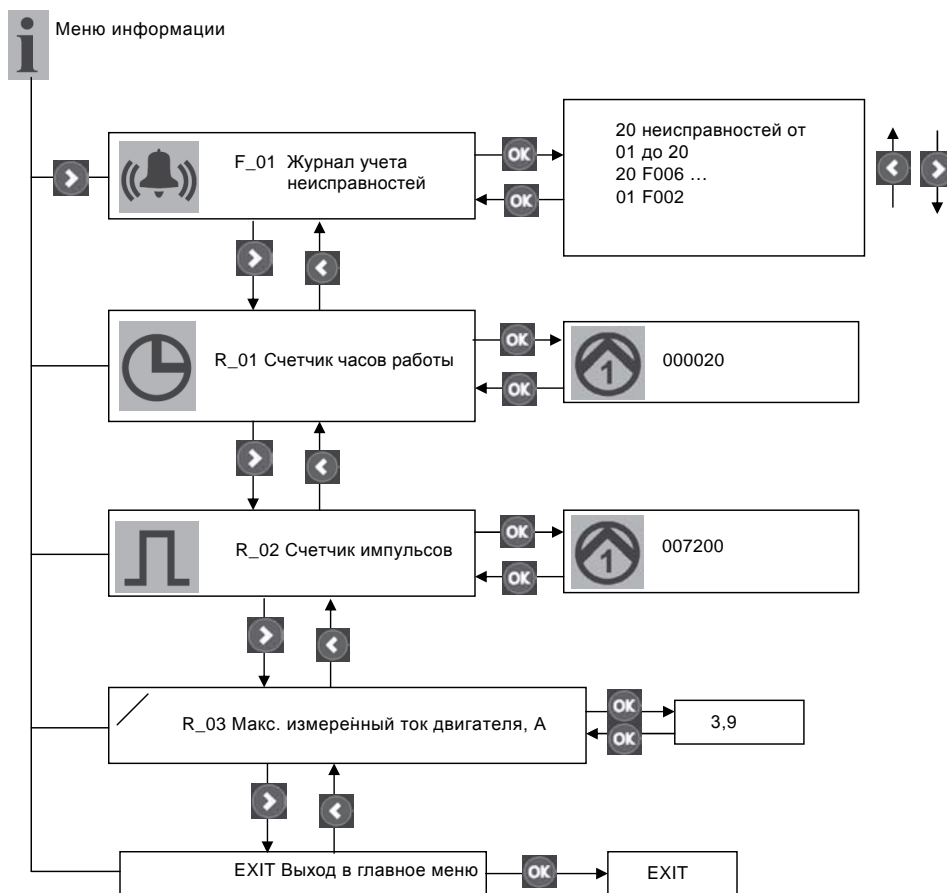 Меню информации
F_01 Журнал учета
неисправностей
OK
OK
20 неисправностей от
01 до 20
20 F006 ...
01 F002
R_01 Счетчик часов работы
OK
OK
1
000020
R_02 Счетчик импульсов
OK
OK
1
007200
R_03 Макс. измеренный ток двигателя, А
OK
OK
3,9
EXIT Выход в главное меню
OK
EXIT